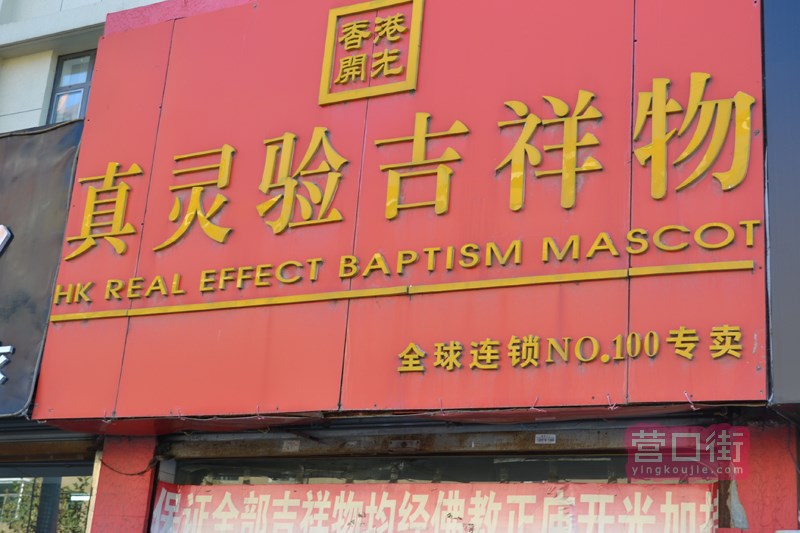 香港
開光
真灵验吉祥物
HK REAL EFFECT BAPTISM MASCOT
全球连锁NO.100专卖
营口街
yingkoujie.com
保证全部吉祥物均经佛教正庙开光加持